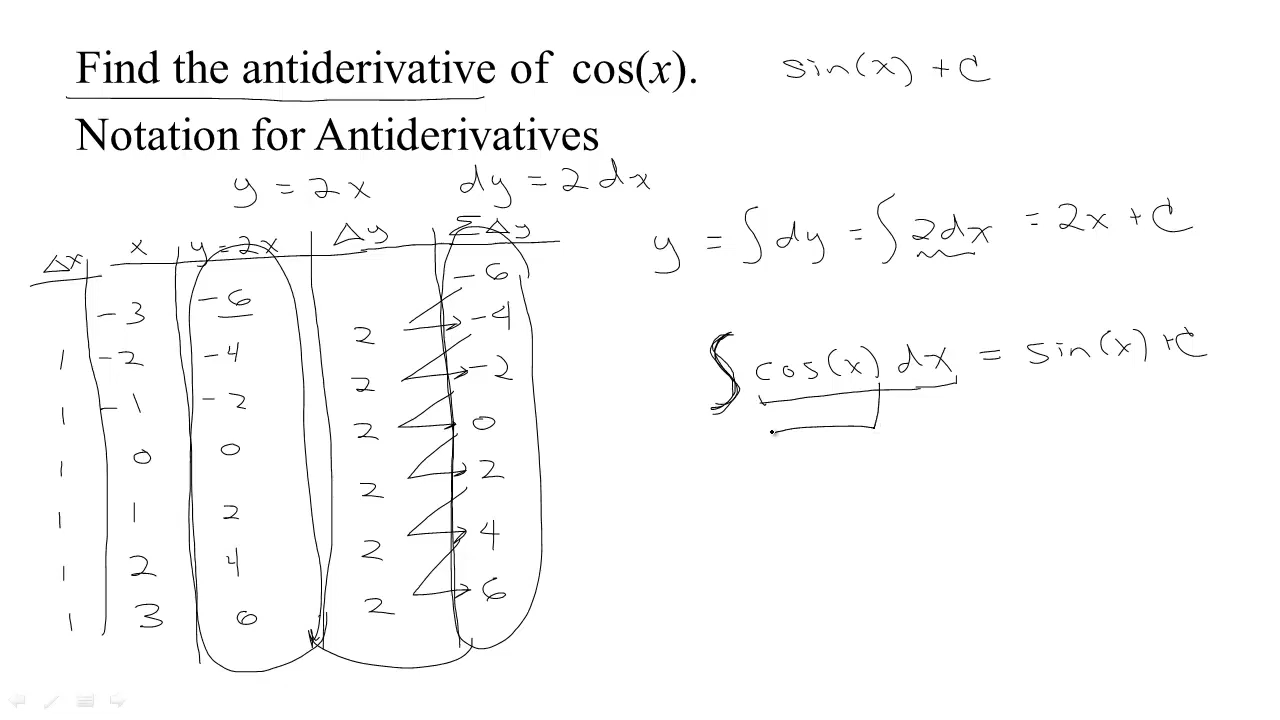 Find the antiderivative of cos(x). sin(x) + C
Notation for Antiderivatives
y = 2x dy = 2 dx
y = ∫ dy = ∫ 2dx = 2x + C
Δx x y = 2x Δy ΣΔy
-6
-3 -6
2 -4
1 -2 -4
2 -2
1 -1 -2
2 0
1 0 0
2 2
1 1 2
2 4
1 2 4
2 6
1 3 6
∫ cos(x) dx = sin(x) + C